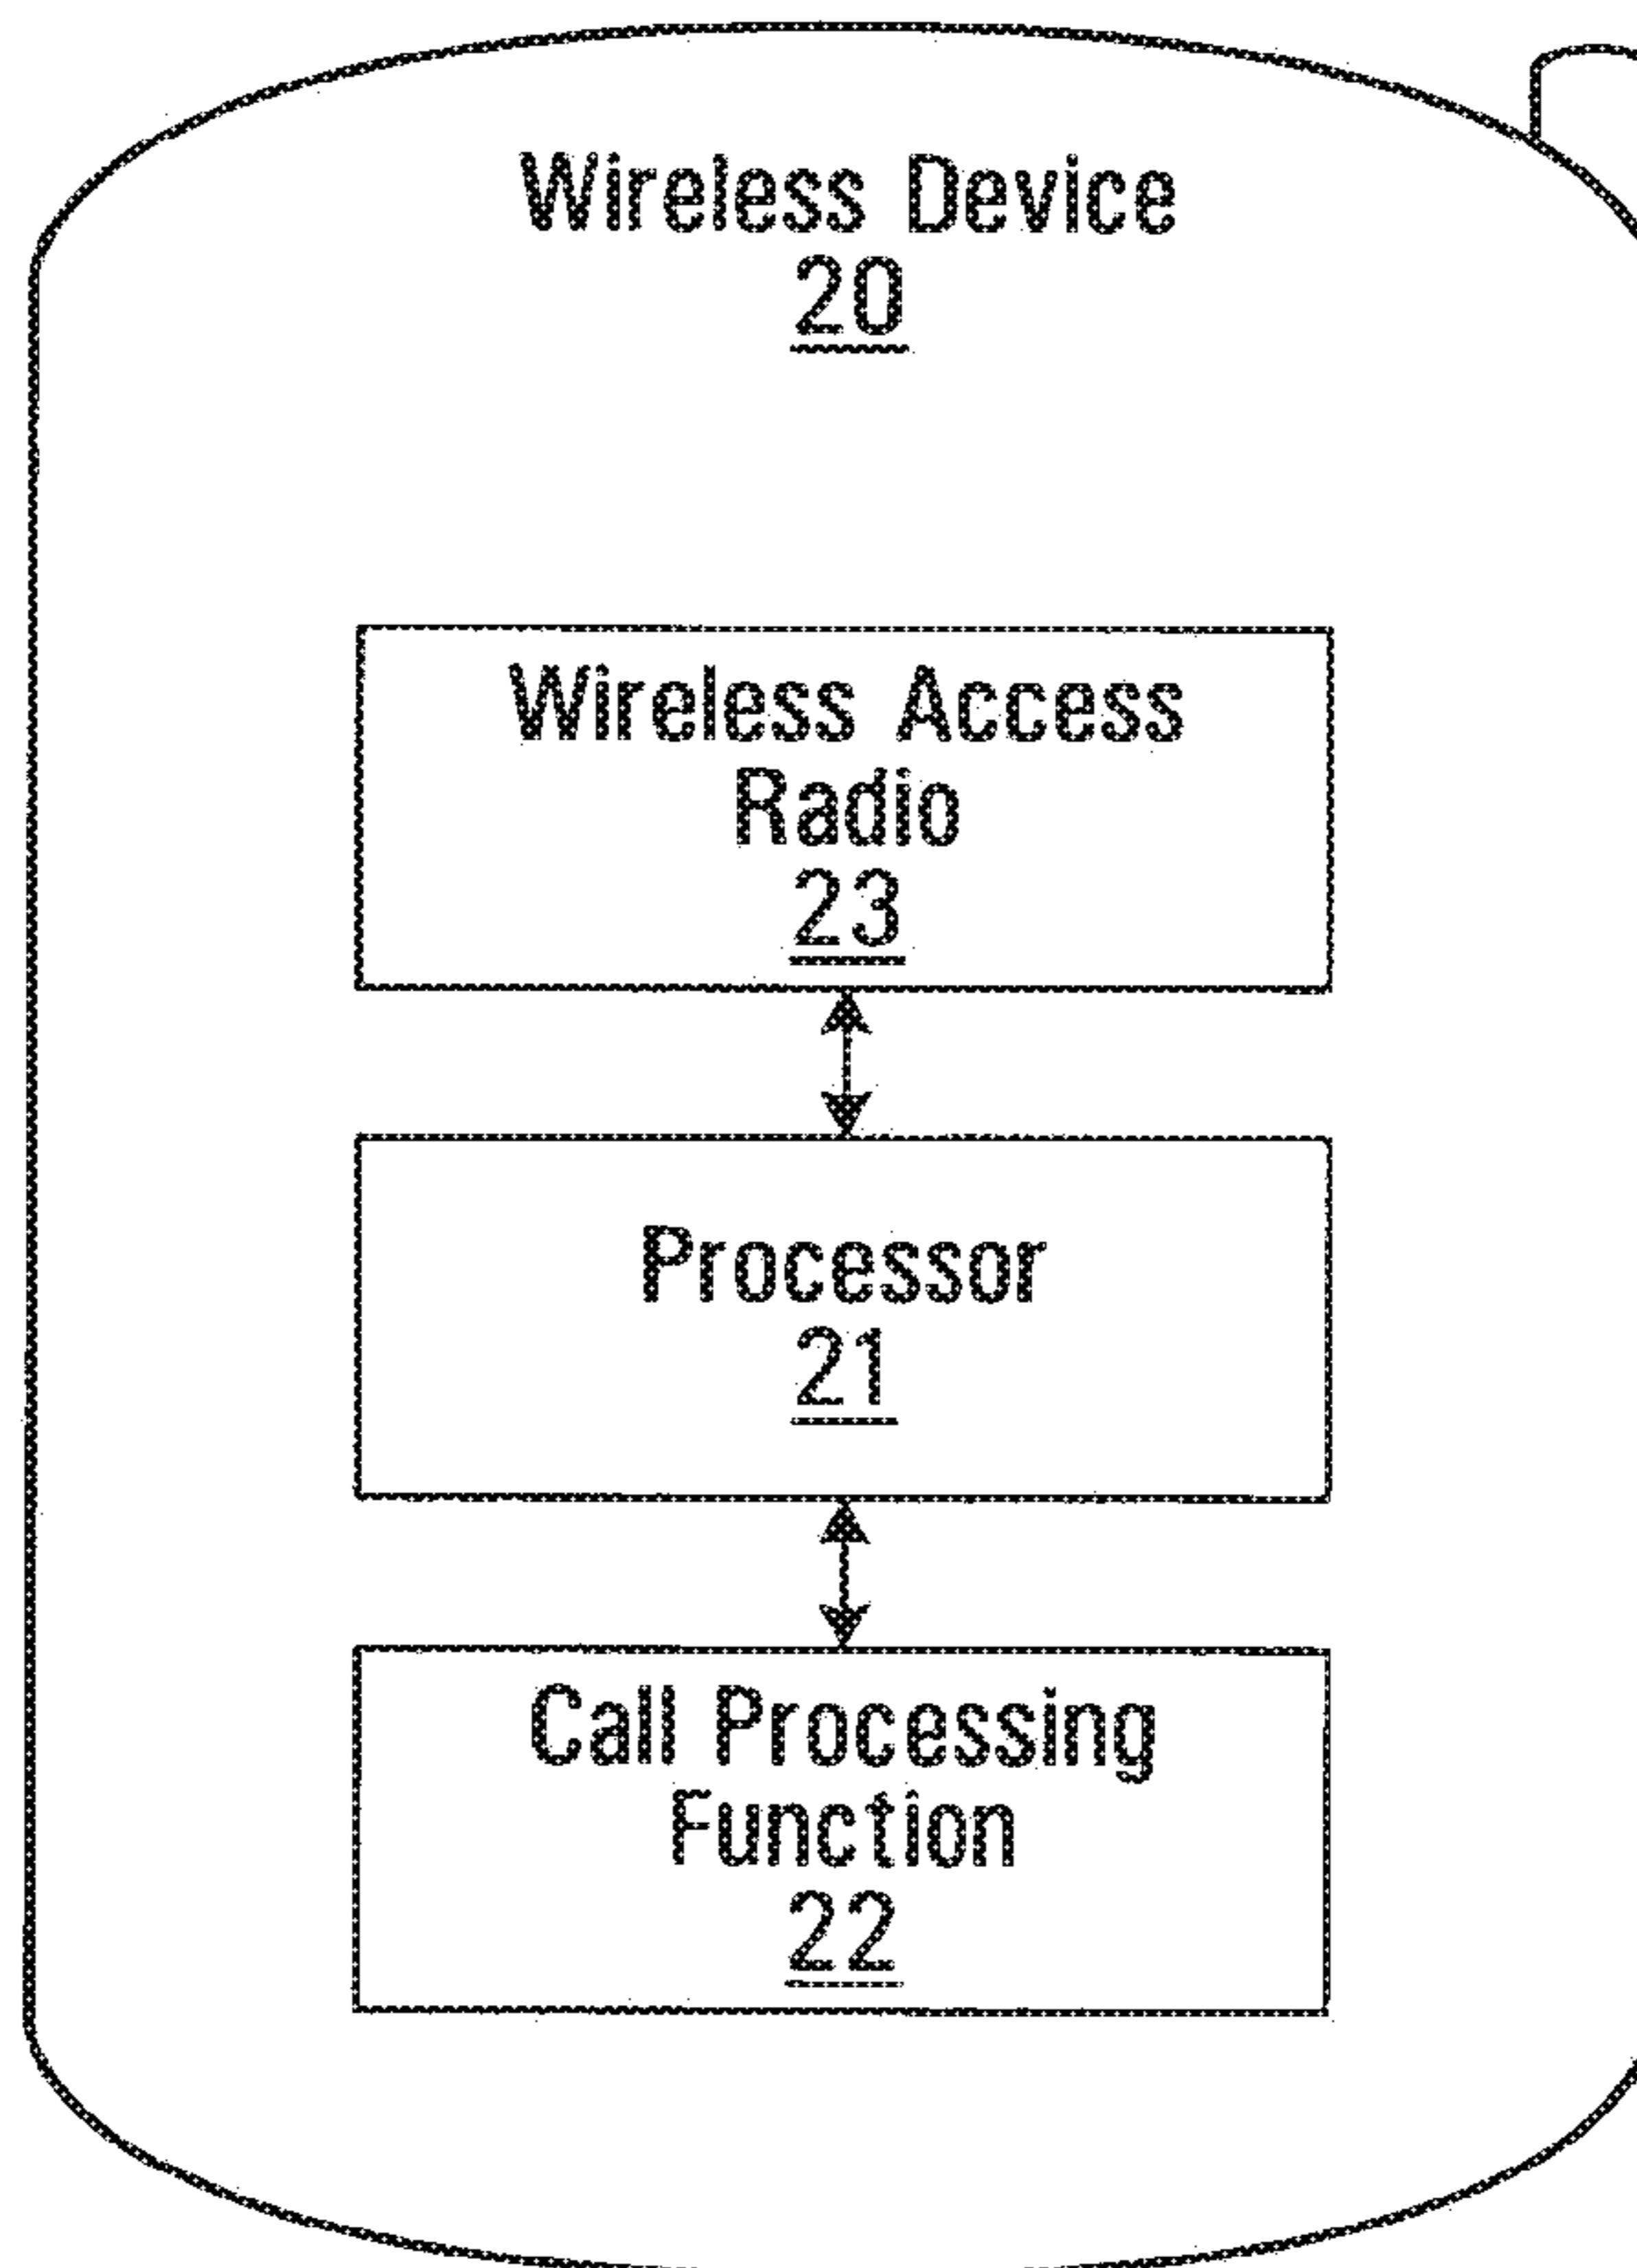 Wireless Device
20
Wireless Access
Radio
23
Processor
21
Call Processing
Function
22